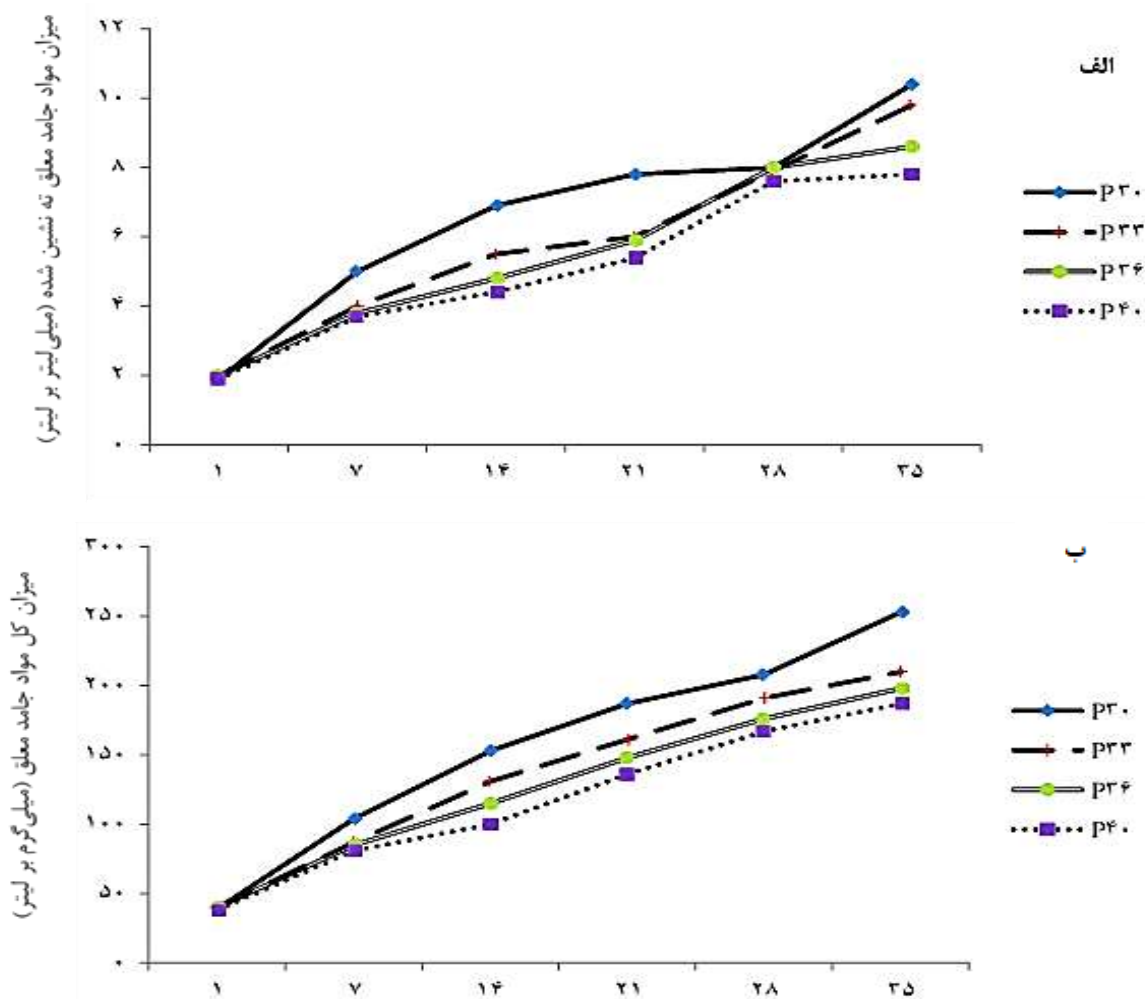 الف
میزان مواد جامد معلق ته نشین شده (میلی‌لیتر بر لیتر)
۱۲
۱۰
۸
۶
۴
۲
۰
۱ ۷ ۱۴ ۲۱ ۲۸ ۳۵
P۳۰
P۳۳
P۳۶
P۴۰
ب
میزان کل مواد جامد معلق (میلی‌گرم بر لیتر)
۳۰۰
۲۵۰
۲۰۰
۱۵۰
۱۰۰
۵۰
۰
۱ ۷ ۱۴ ۲۱ ۲۸ ۳۵
P۳۰
P۳۳
P۳۶
P۴۰